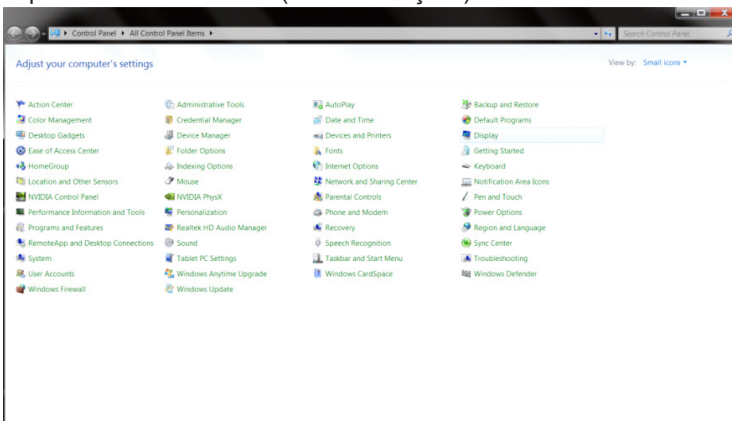 Control Panel ▸ All Control Panel Items ▸
Search Control Panel
Adjust your computer's settings
View by: Small icons
Action Center Administrative Tools AutoPlay Backup and Restore
Color Management Credential Manager Date and Time Default Programs
Desktop Gadgets Device Manager Devices and Printers Display
Ease of Access Center Folder Options Fonts Getting Started
HomeGroup Indexing Options Internet Options Keyboard
Location and Other Sensors Mouse Network and Sharing Center Notification Area Icons
NVIDIA Control Panel NVIDIA PhysX Parental Controls Pen and Touch
Performance Information and Tools Personalization Phone and Modem Power Options
Programs and Features Realtek HD Audio Manager Recovery Region and Language
RemoteApp and Desktop Connections Sound Speech Recognition Sync Center
System Tablet PC Settings Taskbar and Start Menu Troubleshooting
User Accounts Windows Anytime Upgrade Windows CardSpace Windows Defender
Windows Firewall Windows Update